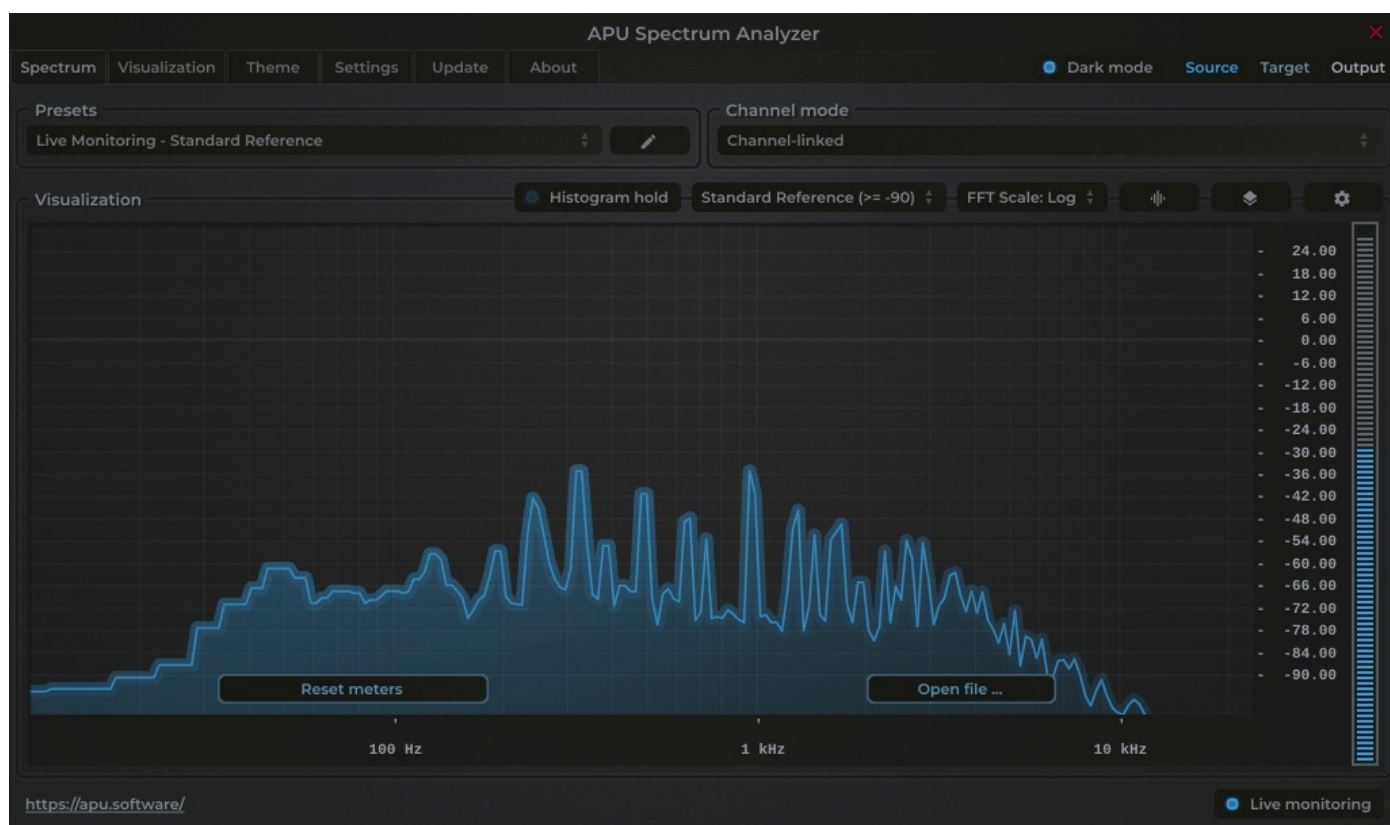 APU Spectrum Analyzer
Spectrum Visualization Theme Settings Update About Dark mode Source Target Output
Presets Channel mode
Live Monitoring - Standard Reference Channel-linked
Visualization Histogram hold Standard Reference (>= -90) FFT Scale: Log
- 24.00
- 18.00
- 12.00
- 6.00
- 0.00
- -6.00
- -12.00
- -18.00
- -24.00
- -30.00
- -36.00
- -42.00
- -48.00
- -54.00
- -60.00
- -66.00
- -72.00
- -78.00
- -84.00
- -90.00
Reset meters Open file ...
100 Hz 1 kHz 10 kHz
https://apu.software/ Live monitoring